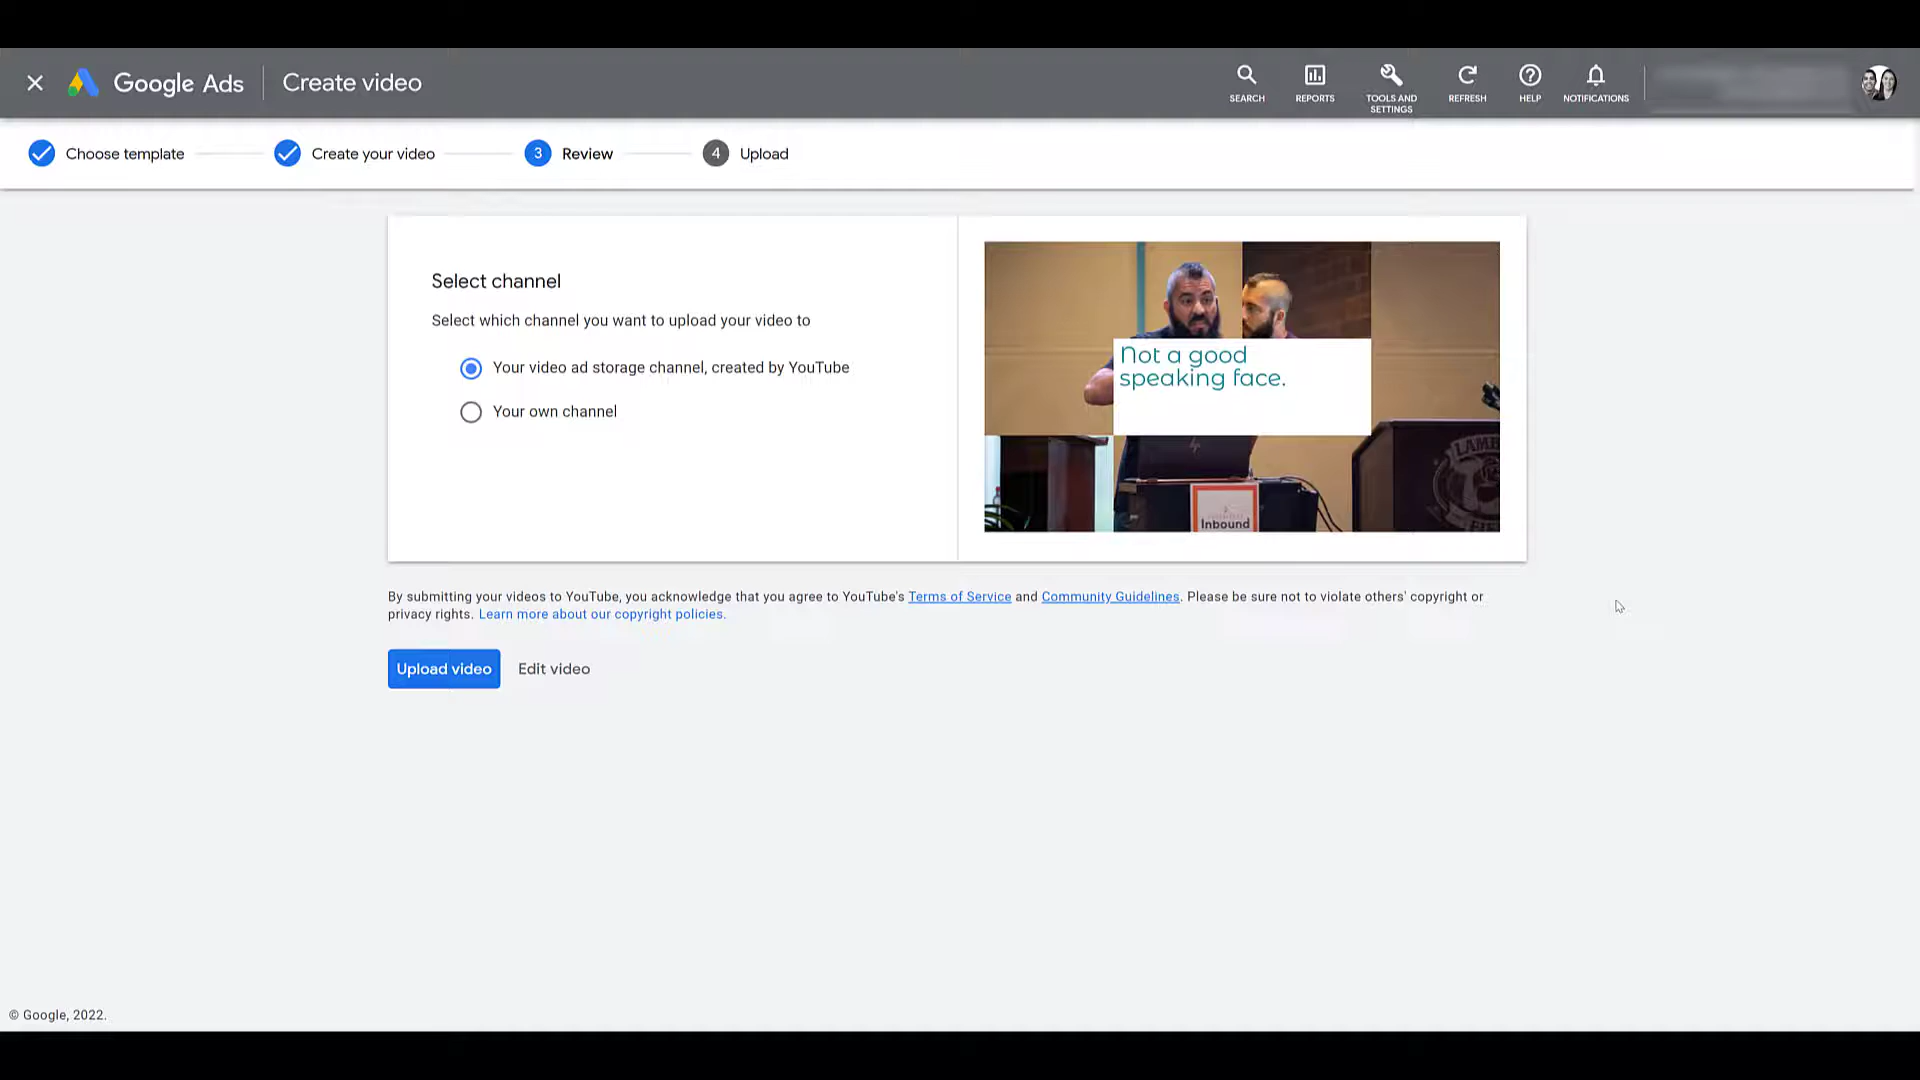 Google Ads
Create video
SEARCH
REPORTS
TOOLS AND
SETTINGS
REFRESH
HELP
NOTIFICATIONS
Choose template
Create your video
3
Review
4
Upload
Select channel
Select which channel you want to upload your video to
Your video ad storage channel, created by YouTube
Your own channel
Not a good
speaking face.
Inbound
By submitting your videos to YouTube, you acknowledge that you agree to YouTube's Terms of Service and Community Guidelines. Please be sure not to violate others' copyright or
privacy rights. Learn more about our copyright policies.
Upload video
Edit video
© Google, 2022.